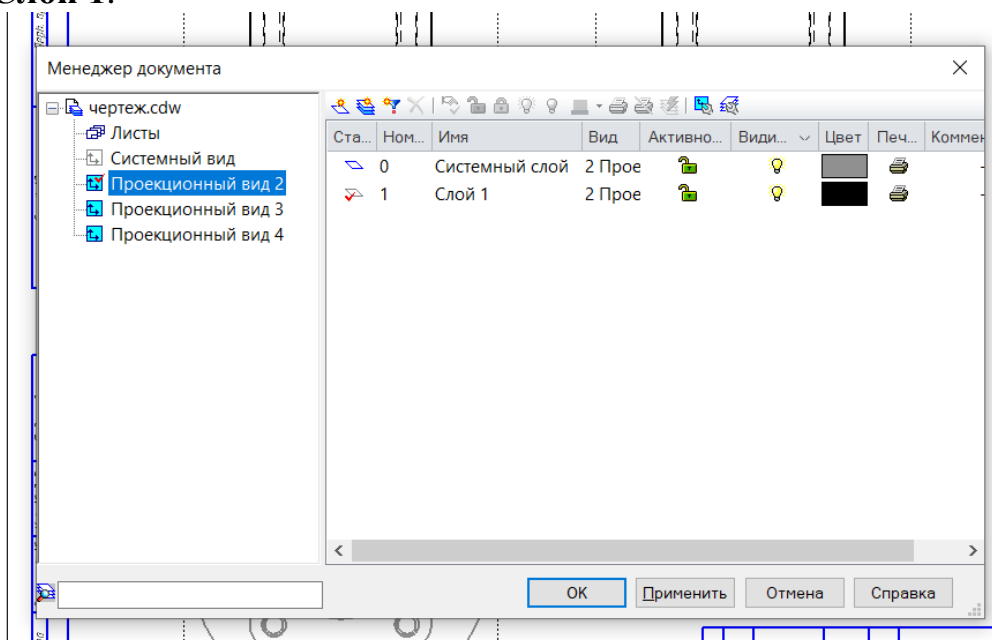 Слой 1.
Менеджер документа
чертеж.cdw
Листы
Системный вид
Проекционный вид 2
Проекционный вид 3
Проекционный вид 4
Ста... Ном... Имя Вид Активно... Види... Цвет Печ... Коммен
0 Системный слой 2 Прое -
1 Слой 1 2 Прое -
OK Применить Отмена Справка